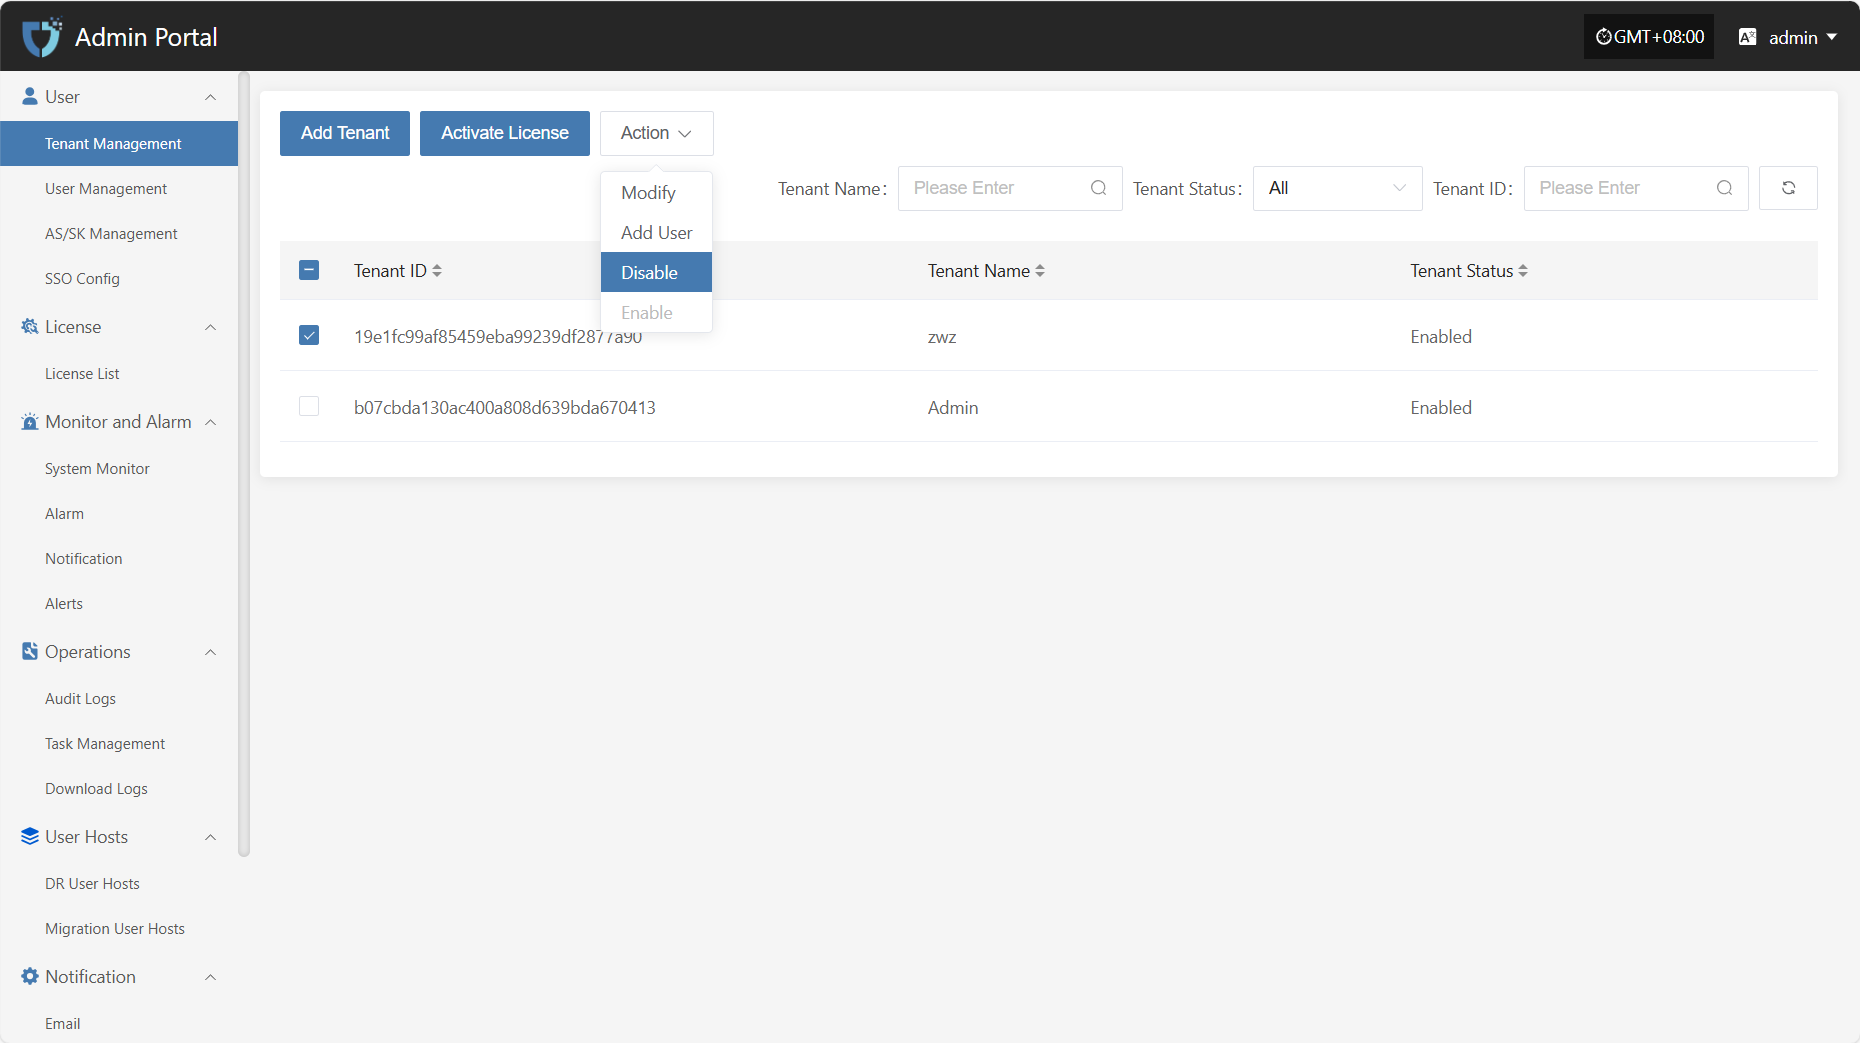 Admin Portal
GMT+08:00
admin
User
Tenant Management
User Management
AS/SK Management
SSO Config
License
License List
Monitor and Alarm
System Monitor
Alarm
Notification
Alerts
Operations
Audit Logs
Task Management
Download Logs
User Hosts
DR User Hosts
Migration User Hosts
Notification
Email
Add Tenant
Activate License
Action
Modify
Add User
Disable
Enable
Tenant Name: Please Enter
Tenant Status: All
Tenant ID: Please Enter
Tenant ID Tenant Name Tenant Status
19e1fc99af85459eba99239df2877a90 zwz Enabled
b07cbda130ac400a808d639bda670413 Admin Enabled